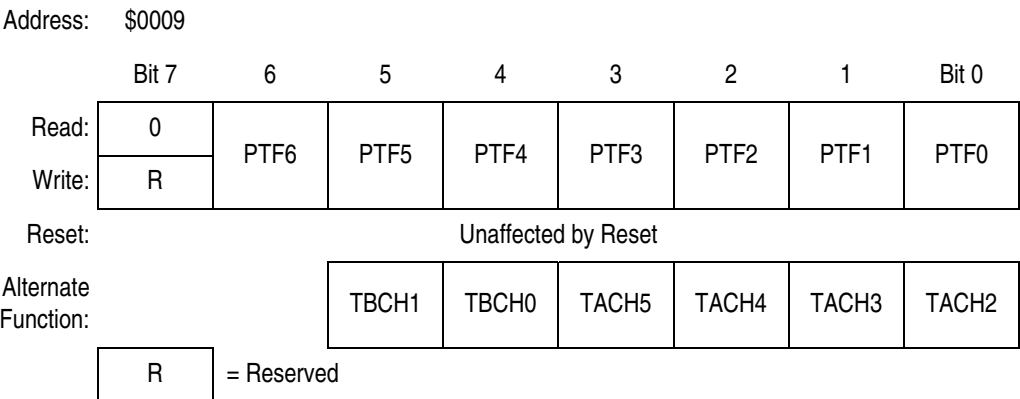 Address: $0009
Bit 7 6 5 4 3 2 1 Bit 0
Read: 0 PTF6 PTF5 PTF4 PTF3 PTF2 PTF1 PTF0
Write: R
Reset: Unaffected by Reset
Alternate
Function: TBCH1 TBCH0 TACH5 TACH4 TACH3 TACH2
R = Reserved